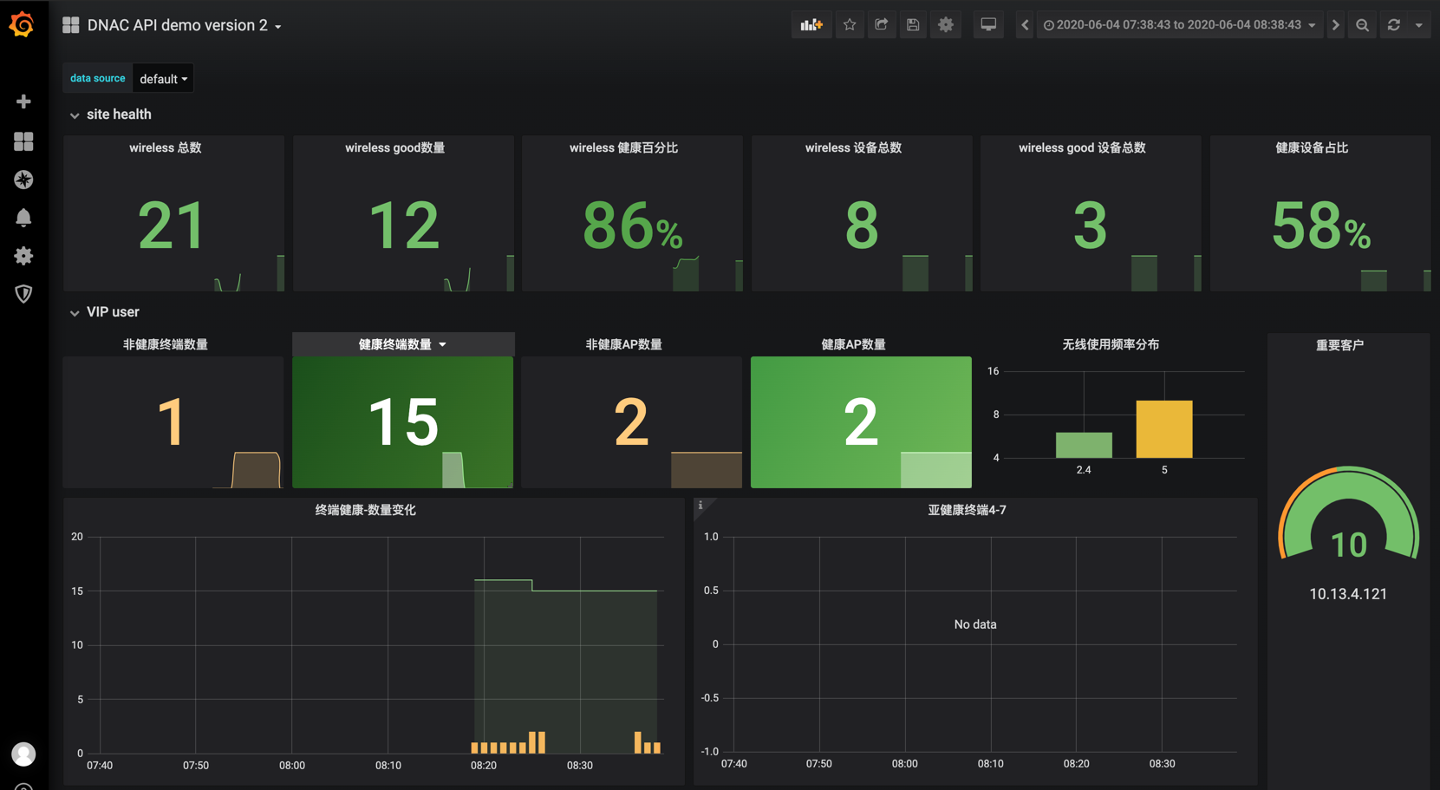 DNAC API demo version 2
2020-06-04 07:38:43 to 2020-06-04 08:38:43
data source
default
site health
wireless 总数
21
wireless good数量
12
wireless 健康百分比
86%
wireless 设备总数
8
wireless good 设备总数
3
健康设备占比
58%
VIP user
非健康终端数量
1
健康终端数量
15
非健康AP数量
2
健康AP数量
2
无线使用频率分布
16
8
4
2.4
5
重要客户
10
10.13.4.121
终端健康-数量变化
20
15
10
5
0
07:40
07:50
08:00
08:10
08:20
08:30
i
亚健康终端4-7
1.0
0.5
0
-0.5
-1.0
No data
07:40
07:50
08:00
08:10
08:20
08:30